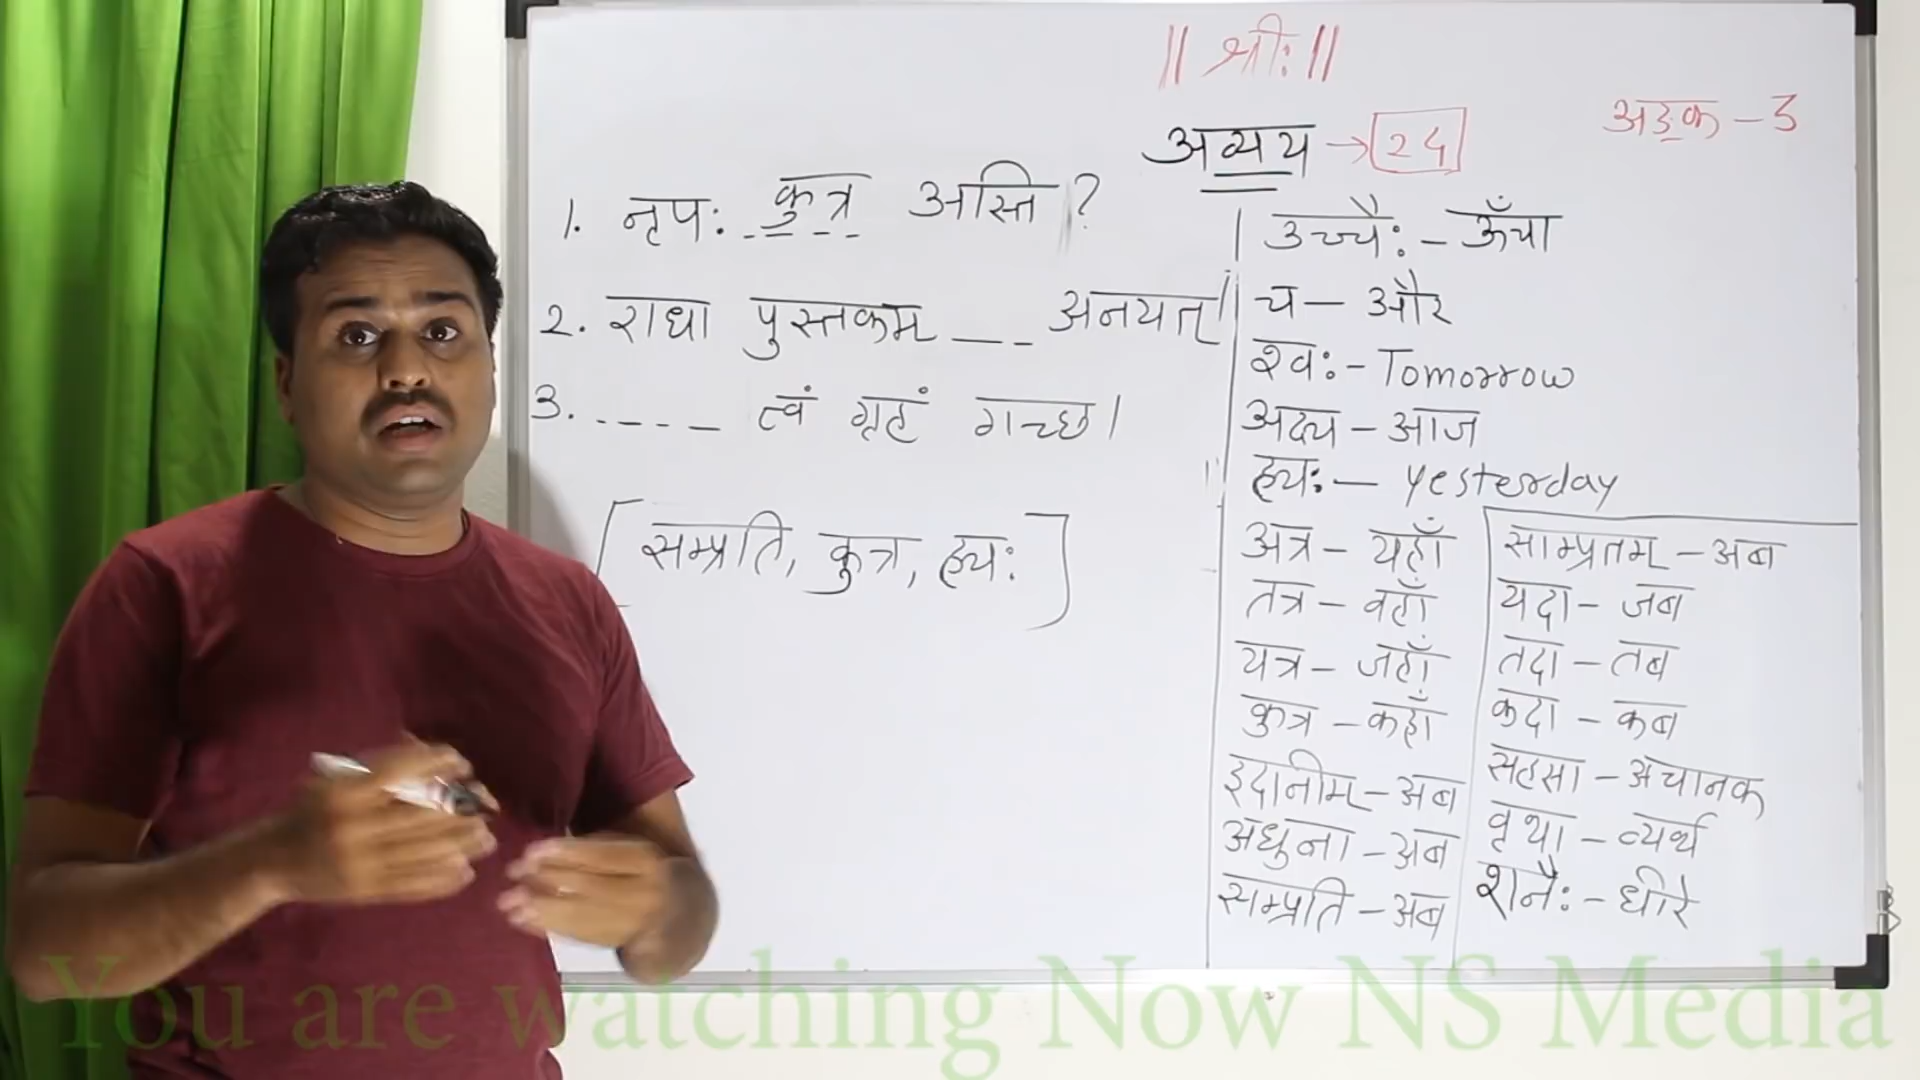 ॥ श्रीः ॥
अङ्क - 3
अव्यय → 24
1. नृपः कुत्र अस्ति ?
2. राधा पुस्तकम् ___ अनयत् ।
3. ---- त्वं गृहं गच्छ ।
[ सम्प्रति, कुत्र, ह्यः ]
उच्चैः - ऊँचा
च - और
श्वः - Tomorrow
अद्य - आज
ह्यः - yesterday
अत्र - यहाँ
तत्र - वहाँ
यत्र - जहाँ
कुत्र - कहाँ
इदानीम् - अब
अधुना - अब
सम्प्रति - अब
साम्प्रतम् - अब
यदा - जब
तदा - तब
कदा - कब
सहसा - अचानक
वृथा - व्यर्थ
शनैः - धीरे
You are watching Now NS Media